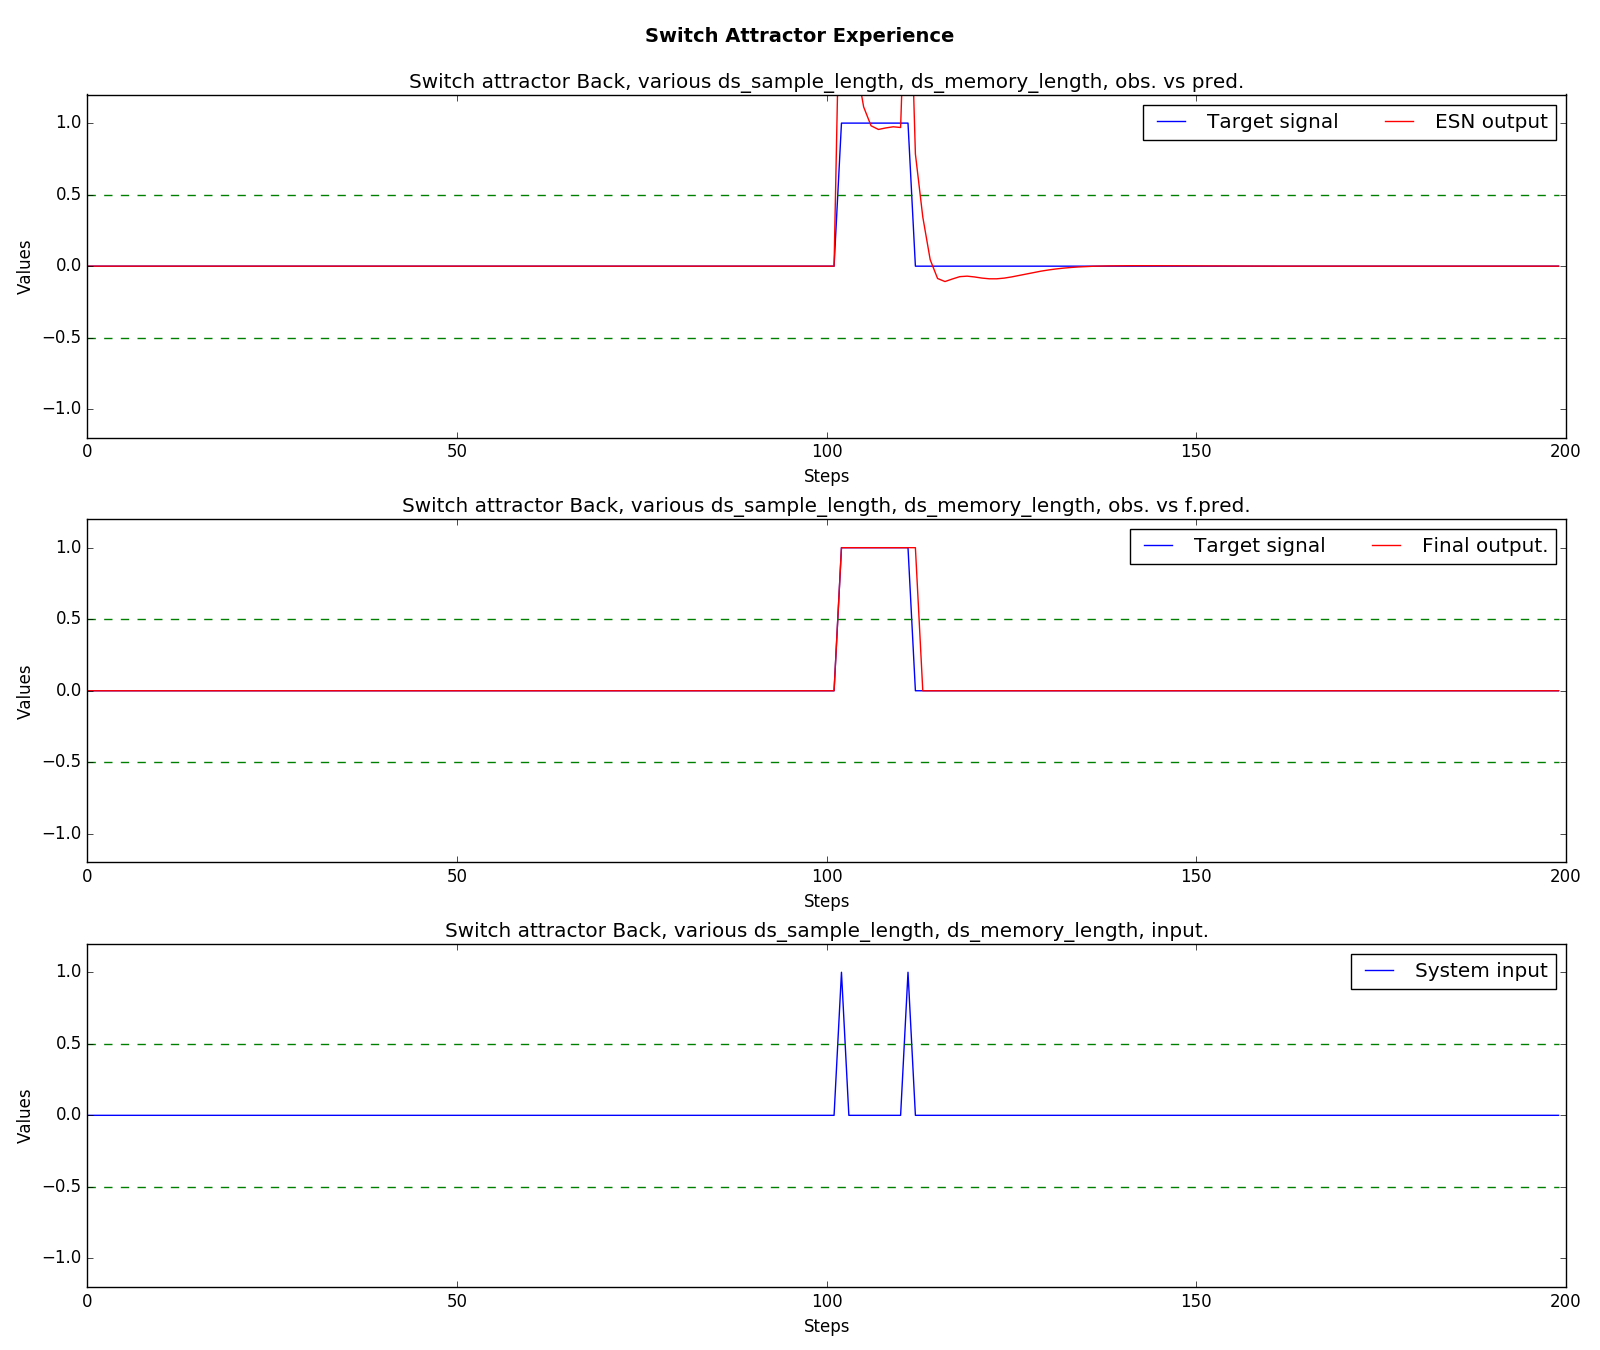 Switch Attractor Experience
Switch attractor Back, various ds_sample_length, ds_memory_length, obs. vs pred.
Target signal ESN output
1.0
0.5
0.0
−0.5
−1.0
Values
0 50 100 150 200
Steps
Switch attractor Back, various ds_sample_length, ds_memory_length, obs. vs f.pred.
Target signal Final output.
1.0
0.5
0.0
−0.5
−1.0
Values
0 50 100 150 200
Steps
Switch attractor Back, various ds_sample_length, ds_memory_length, input.
System input
1.0
0.5
0.0
−0.5
−1.0
Values
0 50 100 150 200
Steps